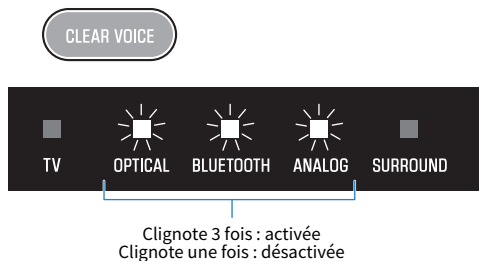 CLEAR VOICE
TV OPTICAL BLUETOOTH ANALOG SURROUND
Clignote 3 fois : activée
Clignote une fois : désactivée